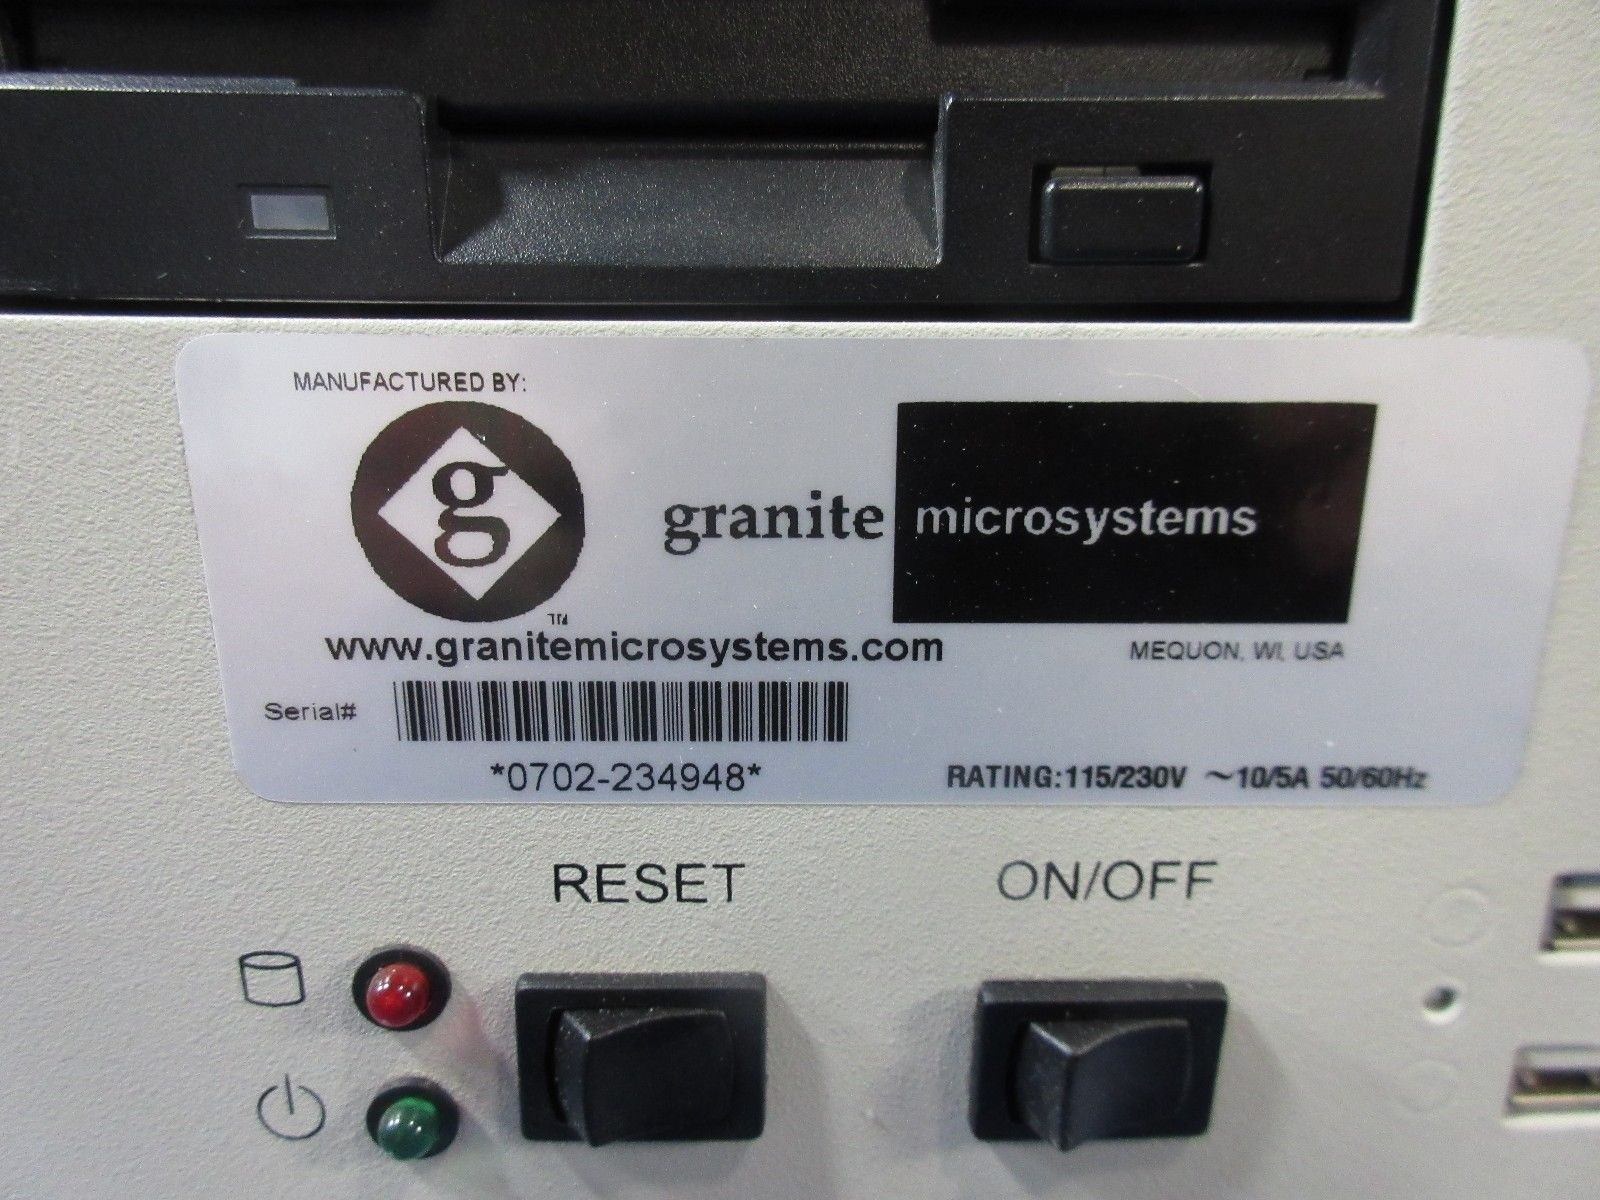 MANUFACTURED BY:
g
granite microsystems
TM
www.granitemicrosystems.com
MEQUON, WI, USA
Serial#
*0702-234948*
RATING:115/230V ~10/5A 50/60Hz
RESET
ON/OFF